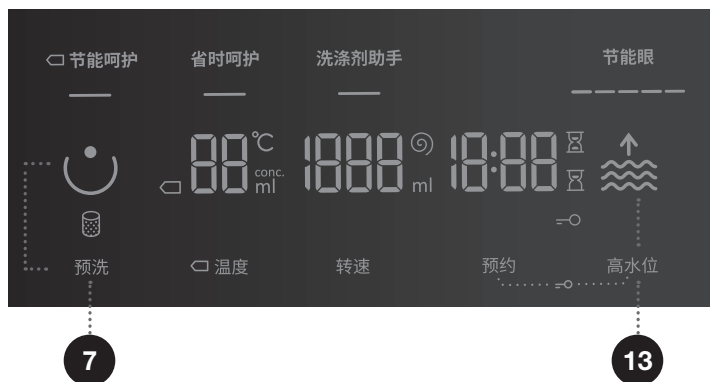 节能呵护 省时呵护 洗涤剂助手 节能眼
88 ℃ 1888 18:88
conc.
ml ml
预洗 温度 转速 预约 高水位
7 13